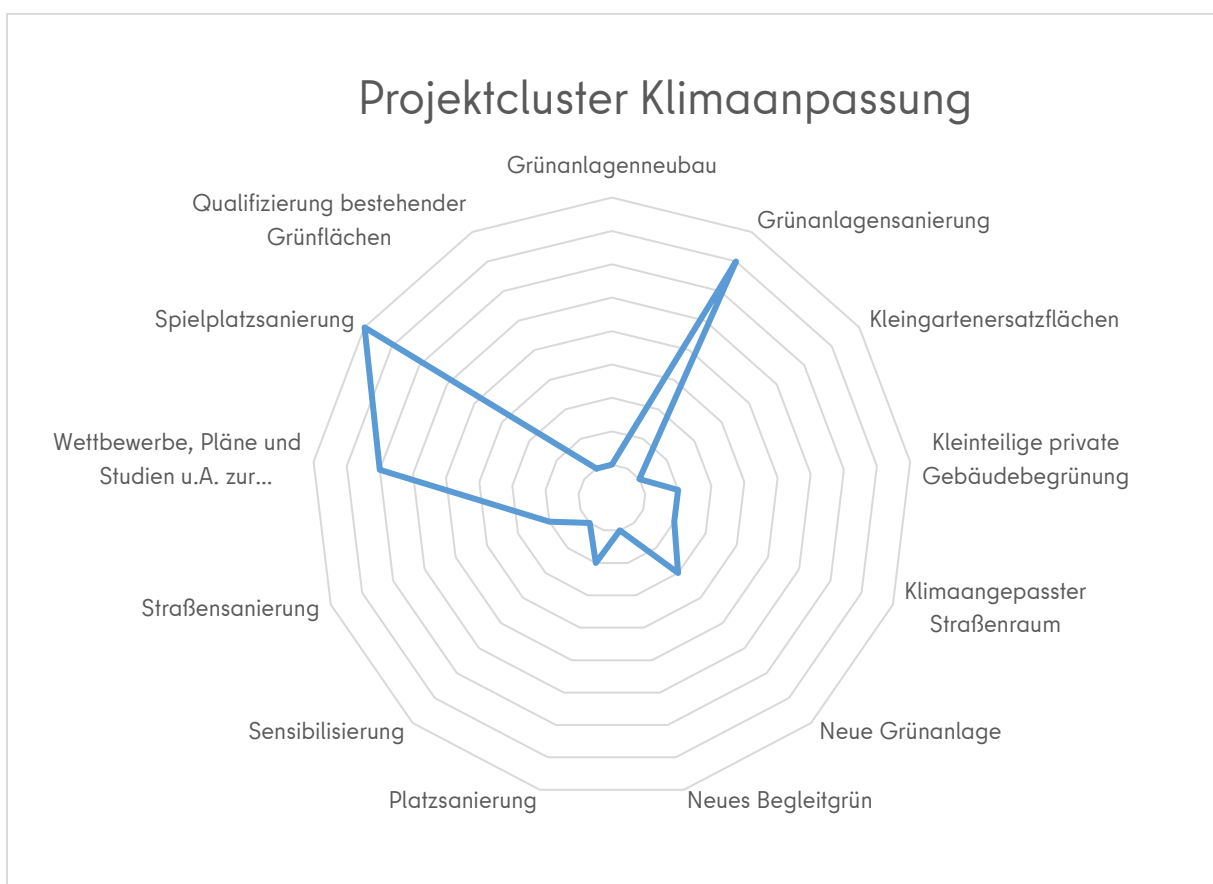 Projektcluster Klimaanpassung
Grünanlagenneubau
Grünanlagensanierung
Kleingartenersatzflächen
Kleinteilige private
Gebäudebegrünung
Klimaangepasster
Straßenraum
Neue Grünanlage
Neues Begleitgrün
Platzsanierung
Sensibilisierung
Straßensanierung
Wettbewerbe, Pläne und
Studien u.A. zur...
Spielplatzsanierung
Qualifizierung bestehender
Grünflächen